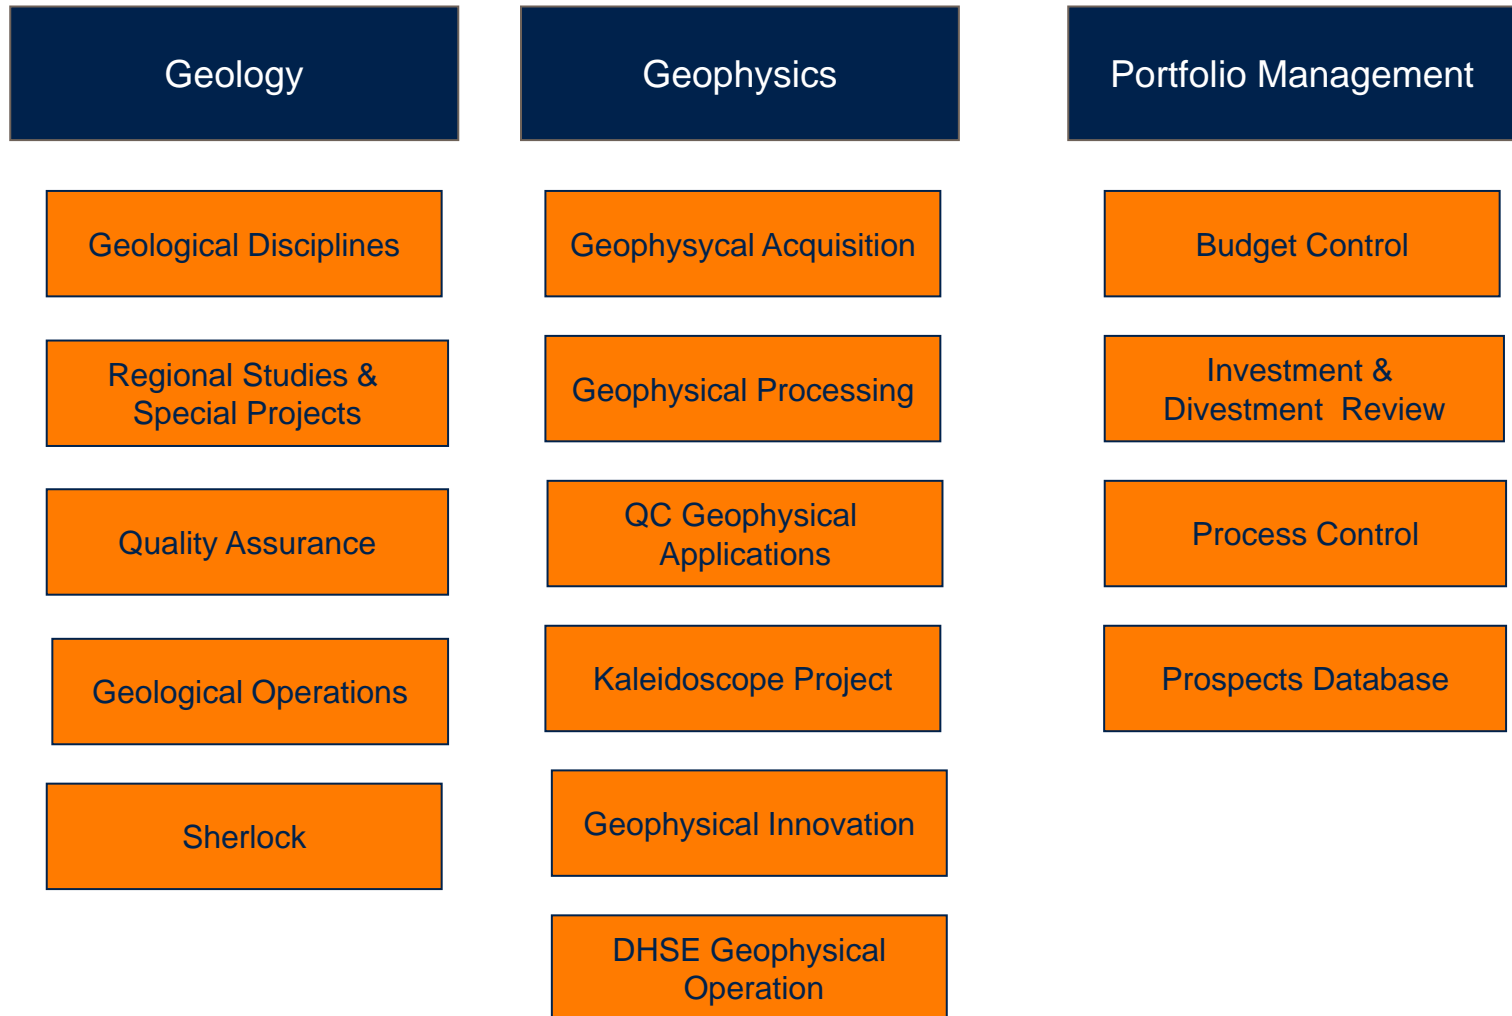 Geology
Geological Disciplines
Regional Studies &
Special Projects
Quality Assurance
Geological Operations
Sherlock
Geophysics
Geophysycal Acquisition
Geophysical Processing
QC Geophysical
Applications
Kaleidoscope Project
Geophysical Innovation
DHSE Geophysical
Operation
Portfolio Management
Budget Control
Investment &
Divestment  Review
Process Control
Prospects Database